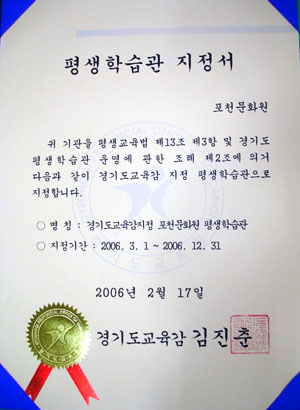 평생학습관 지정서
포천문화원
귀 기관을 평생교육법 제13조 제3항 및 경기도
평생학습관 운영에 관한 조례 제2조에 의거
다음과 같이 경기도교육감 지정 평생학습관으로
지정합니다.
○ 명 칭 : 경기도교육감지정 포천문화원 평생학습관
○ 지정기간 : 2006. 3. 1 ~ 2006. 12. 31
2006년 2월 17일
경기도교육감 김진춘